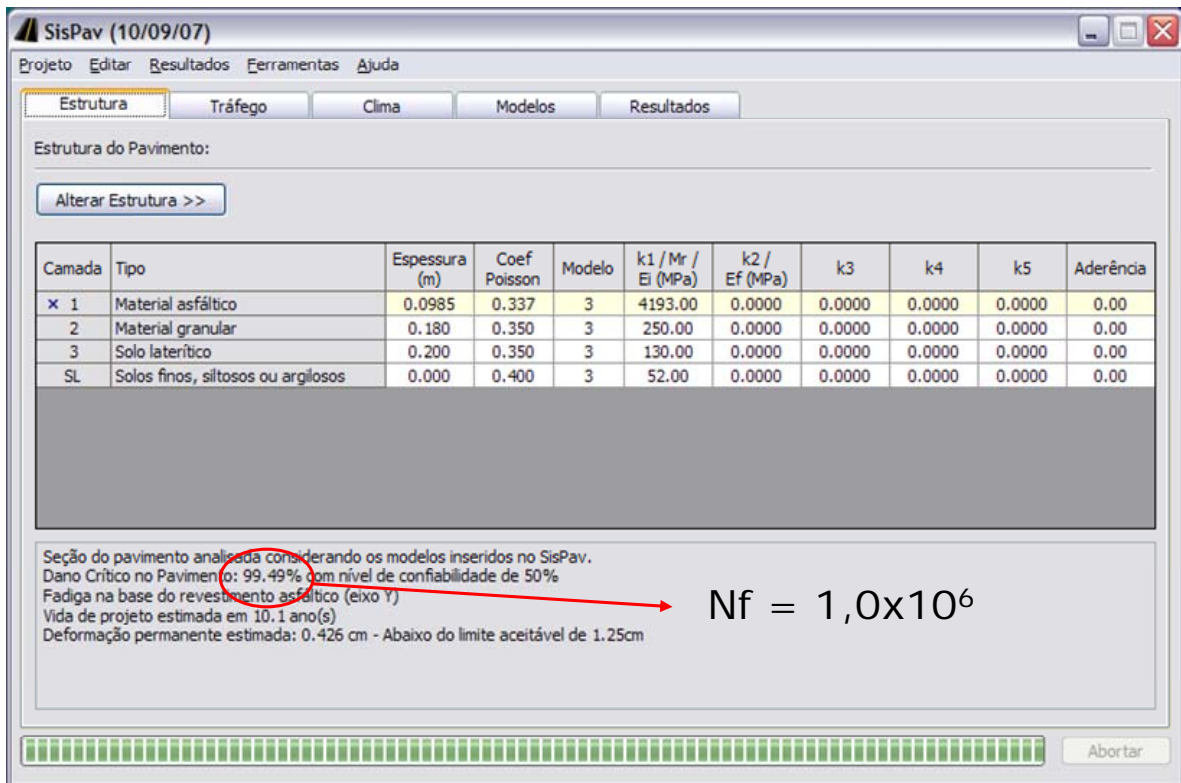 SisPav (10/09/07)
Projeto Editar Resultados Ferramentas Ajuda
Estrutura Tráfego Clima Modelos Resultados
Estrutura do Pavimento:
Alterar Estrutura >>
Camada Tipo Espessura (m) Coef Poisson Modelo k1 / Mr / Ei (MPa) k2 / Ef (MPa) k3 k4 k5 Aderência
× 1 Material asfáltico 0.0985 0.337 3 4193.00 0.0000 0.0000 0.0000 0.0000 0.00
2 Material granular 0.180 0.350 3 250.00 0.0000 0.0000 0.0000 0.0000 0.00
3 Solo laterítico 0.200 0.350 3 130.00 0.0000 0.0000 0.0000 0.0000 0.00
SL Solos finos, siltosos ou argilosos 0.000 0.400 3 52.00 0.0000 0.0000 0.0000 0.0000 0.00
Seção do pavimento analisada considerando os modelos inseridos no SisPav.
Dano Crítico no Pavimento: 99.49% com nível de confiabilidade de 50%
Fadiga na base do revestimento asfáltico (eixo Y)
Vida de projeto estimada em 10.1 ano(s)
Deformação permanente estimada: 0.426 cm - Abaixo do limite aceitável de 1.25cm
Nf = 1,0x10⁶
Abortar